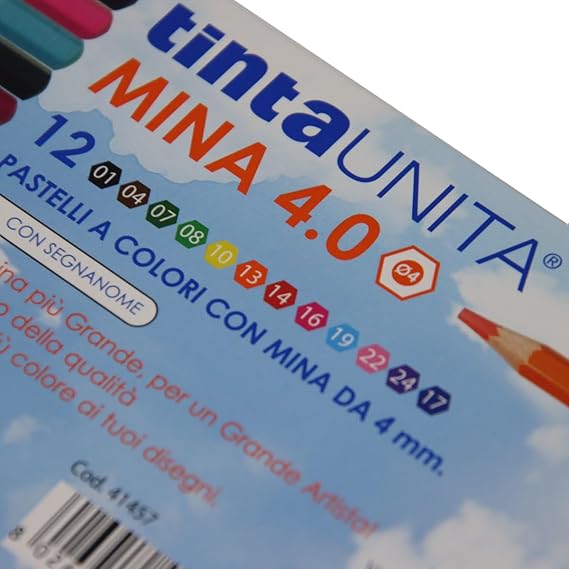 tintaUNITA®
MINA 4.0 Ø4
12 01 04 07 08 10 13 14 16 19 22 24 17
PASTELLI A COLORI CON MINA DA 4 mm.
CON SEGNANOME
più Grande, per un Grande Artista!
della qualità
colore ai tuoi disegni.
Cod. 41457
8 02